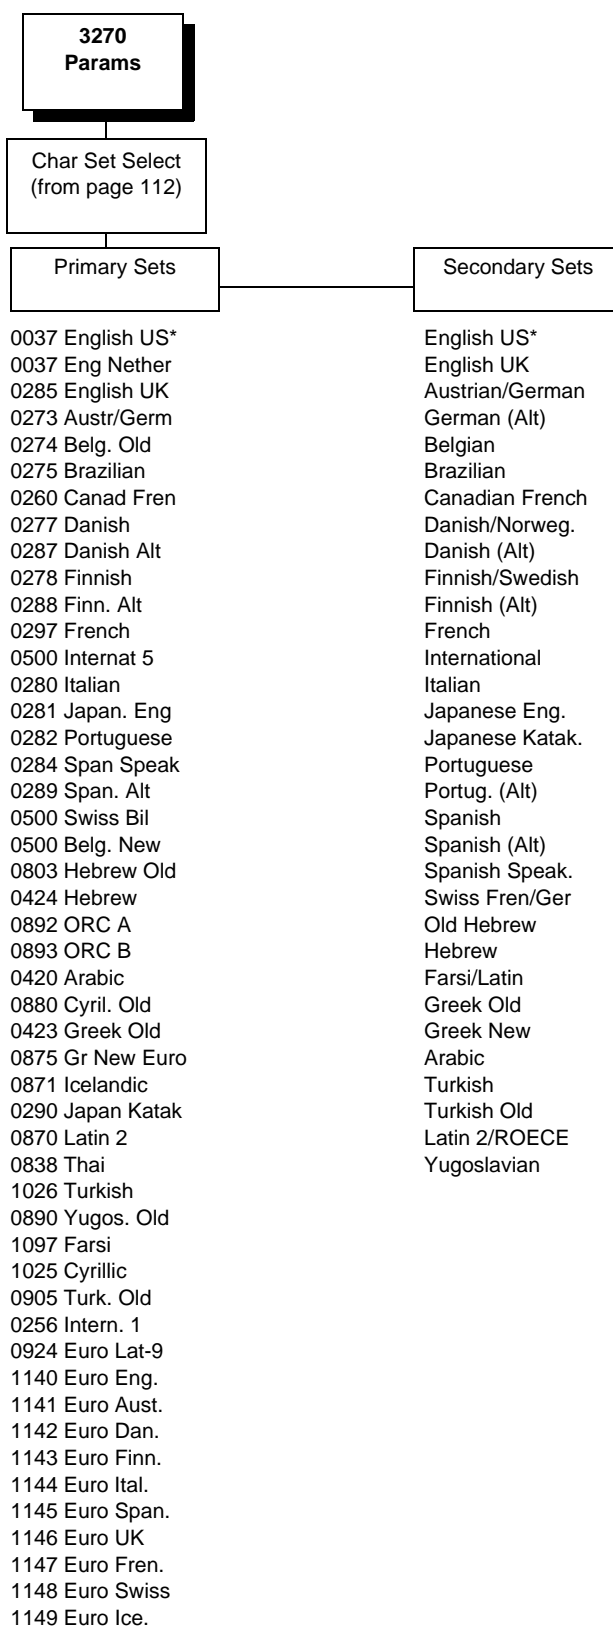 3270
Params
Char Set Select
(from page 112)
Primary Sets
0037 English US*
0037 Eng Nether
0285 English UK
0273 Austr/Germ
0274 Belg. Old
0275 Brazilian
0260 Canad Fren
0277 Danish
0287 Danish Alt
0278 Finnish
0288 Finn. Alt
0297 French
0500 Internat 5
0280 Italian
0281 Japan. Eng
0282 Portuguese
0284 Span Speak
0289 Span. Alt
0500 Swiss Bil
0500 Belg. New
0803 Hebrew Old
0424 Hebrew
0892 ORC A
0893 ORC B
0420 Arabic
0880 Cyril. Old
0423 Greek Old
0875 Gr New Euro
0871 Icelandic
0290 Japan Katak
0870 Latin 2
0838 Thai
1026 Turkish
0890 Yugos. Old
1097 Farsi
1025 Cyrillic
0905 Turk. Old
0256 Intern. 1
0924 Euro Lat-9
1140 Euro Eng.
1141 Euro Aust.
1142 Euro Dan.
1143 Euro Finn.
1144 Euro Ital.
1145 Euro Span.
1146 Euro UK
1147 Euro Fren.
1148 Euro Swiss
1149 Euro Ice.
Secondary Sets
English US*
English UK
Austrian/German
German (Alt)
Belgian
Brazilian
Canadian French
Danish/Norweg.
Danish (Alt)
Finnish/Swedish
Finnish (Alt)
French
International
Italian
Japanese Eng.
Japanese Katak.
Portuguese
Portug. (Alt)
Spanish
Spanish (Alt)
Spanish Speak.
Swiss Fren/Ger
Old Hebrew
Hebrew
Farsi/Latin
Greek Old
Greek New
Arabic
Turkish
Turkish Old
Latin 2/ROECE
Yugoslavian